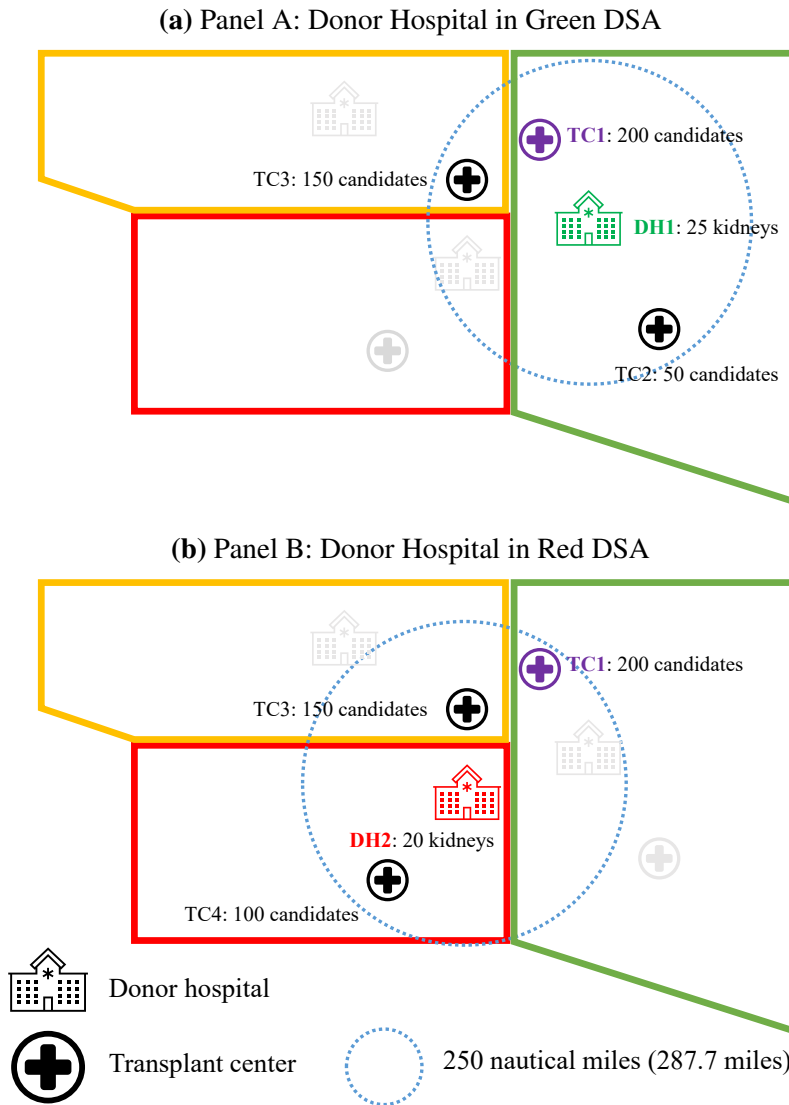 (a) Panel A: Donor Hospital in Green DSA
TC1: 200 candidates
TC3: 150 candidates
DH1: 25 kidneys
TC2: 50 candidates
(b) Panel B: Donor Hospital in Red DSA
TC1: 200 candidates
TC3: 150 candidates
DH2: 20 kidneys
TC4: 100 candidates
Donor hospital
Transplant center
250 nautical miles (287.7 miles)